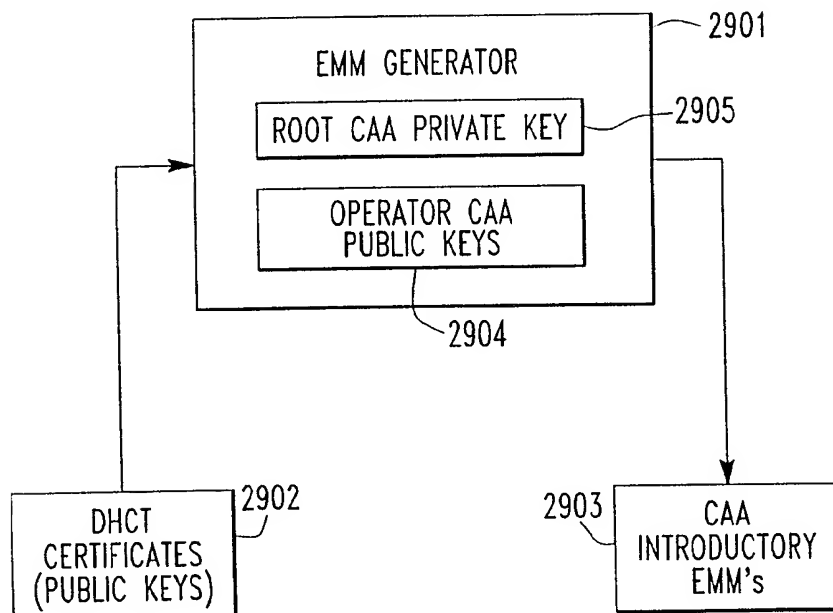 2901
EMM GENERATOR
ROOT CAA PRIVATE KEY
2905
OPERATOR CAA
PUBLIC KEYS
2904
DHCT
CERTIFICATES
(PUBLIC KEYS)
2902
2903
CAA
INTRODUCTORY
EMM's